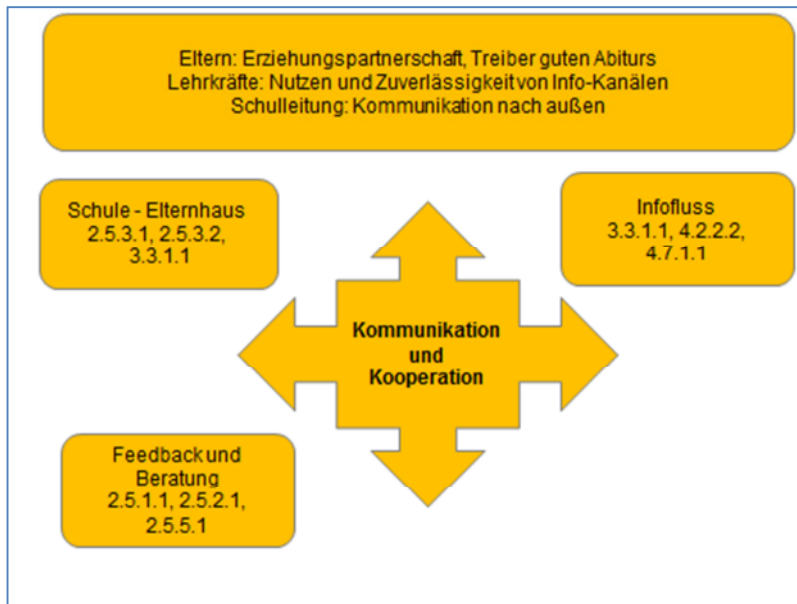 Eltern: Erziehungspartnerschaft, Treiber guten Abiturs
Lehrkräfte: Nutzen und Zuverlässigkeit von Info-Kanälen
Schulleitung: Kommunikation nach außen
Schule - Elternhaus
2.5.3.1, 2.5.3.2,
3.3.1.1
Infofluss
3.3.1.1, 4.2.2.2,
4.7.1.1
Kommunikation
und
Kooperation
Feedback und
Beratung
2.5.1.1, 2.5.2.1,
2.5.5.1